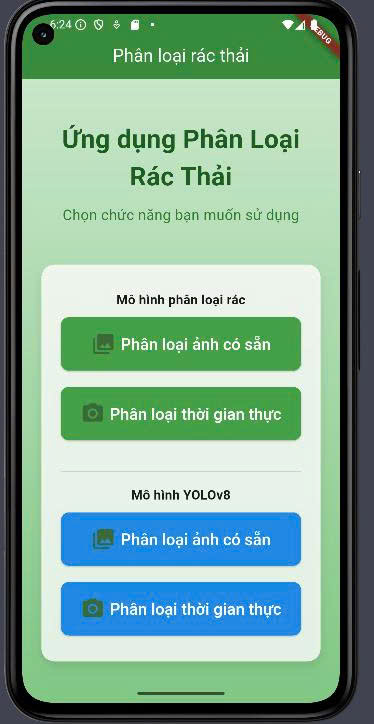 6:24
DEBUG
Phân loại rác thải
Ứng dụng Phân Loại
Rác Thải
Chọn chức năng bạn muốn sử dụng
Mô hình phân loại rác
Phân loại ảnh có sẵn
Phân loại thời gian thực
Mô hình YOLOv8
Phân loại ảnh có sẵn
Phân loại thời gian thực